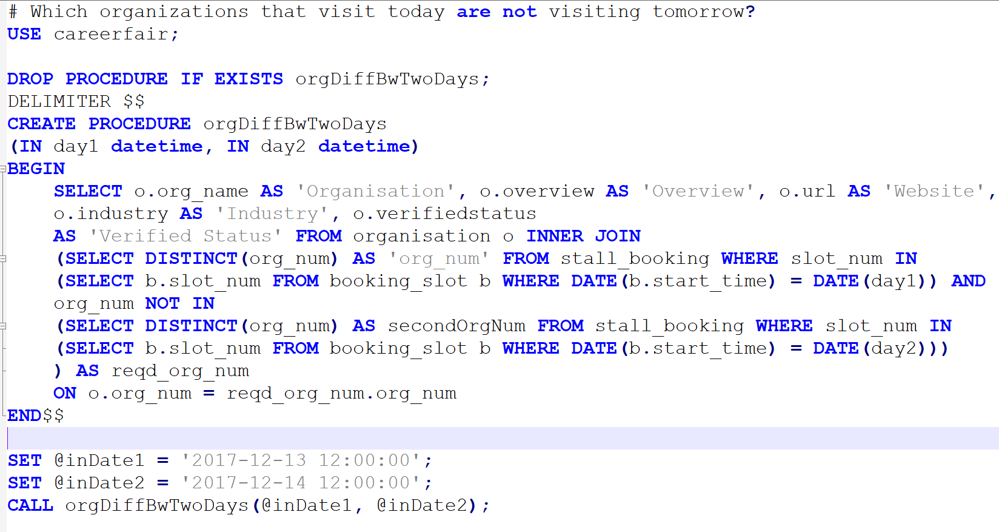 # Which organizations that visit today are not visiting tomorrow?
USE careerfair;
DROP PROCEDURE IF EXISTS orgDiffBwTwoDays;
DELIMITER $$
CREATE PROCEDURE orgDiffBwTwoDays
(IN day1 datetime, IN day2 datetime)
BEGIN
SELECT o.org_name AS 'Organisation', o.overview AS 'Overview', o.url AS 'Website',
o.industry AS 'Industry', o.verifiedstatus
AS 'Verified Status' FROM organisation o INNER JOIN
(SELECT DISTINCT(org_num) AS 'org_num' FROM stall_booking WHERE slot_num IN
(SELECT b.slot_num FROM booking_slot b WHERE DATE(b.start_time) = DATE(day1)) AND
org_num NOT IN
(SELECT DISTINCT(org_num) AS secondOrgNum FROM stall_booking WHERE slot_num IN
(SELECT b.slot_num FROM booking_slot b WHERE DATE(b.start_time) = DATE(day2)))
) AS reqd_org_num
ON o.org_num = reqd_org_num.org_num
END$$
SET @inDate1 = '2017-12-13 12:00:00';
SET @inDate2 = '2017-12-14 12:00:00';
CALL orgDiffBwTwoDays(@inDate1, @inDate2);